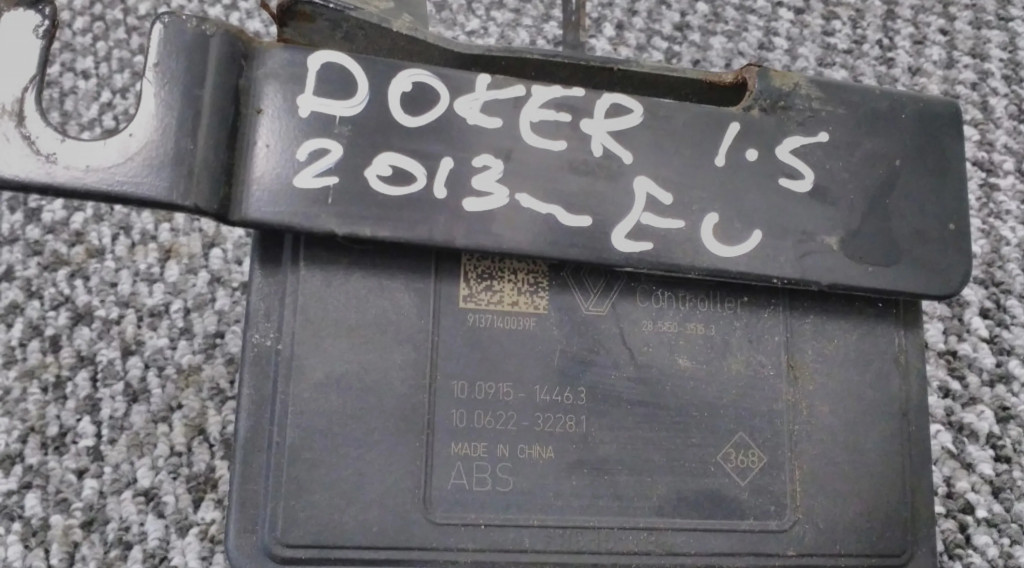 DOKER 1.5
2013~EU
Controller
9137140039F
28.5150-3515.3
10.0915-1446.3
10.0622-3228.1
MADE IN CHINA
ABS
368